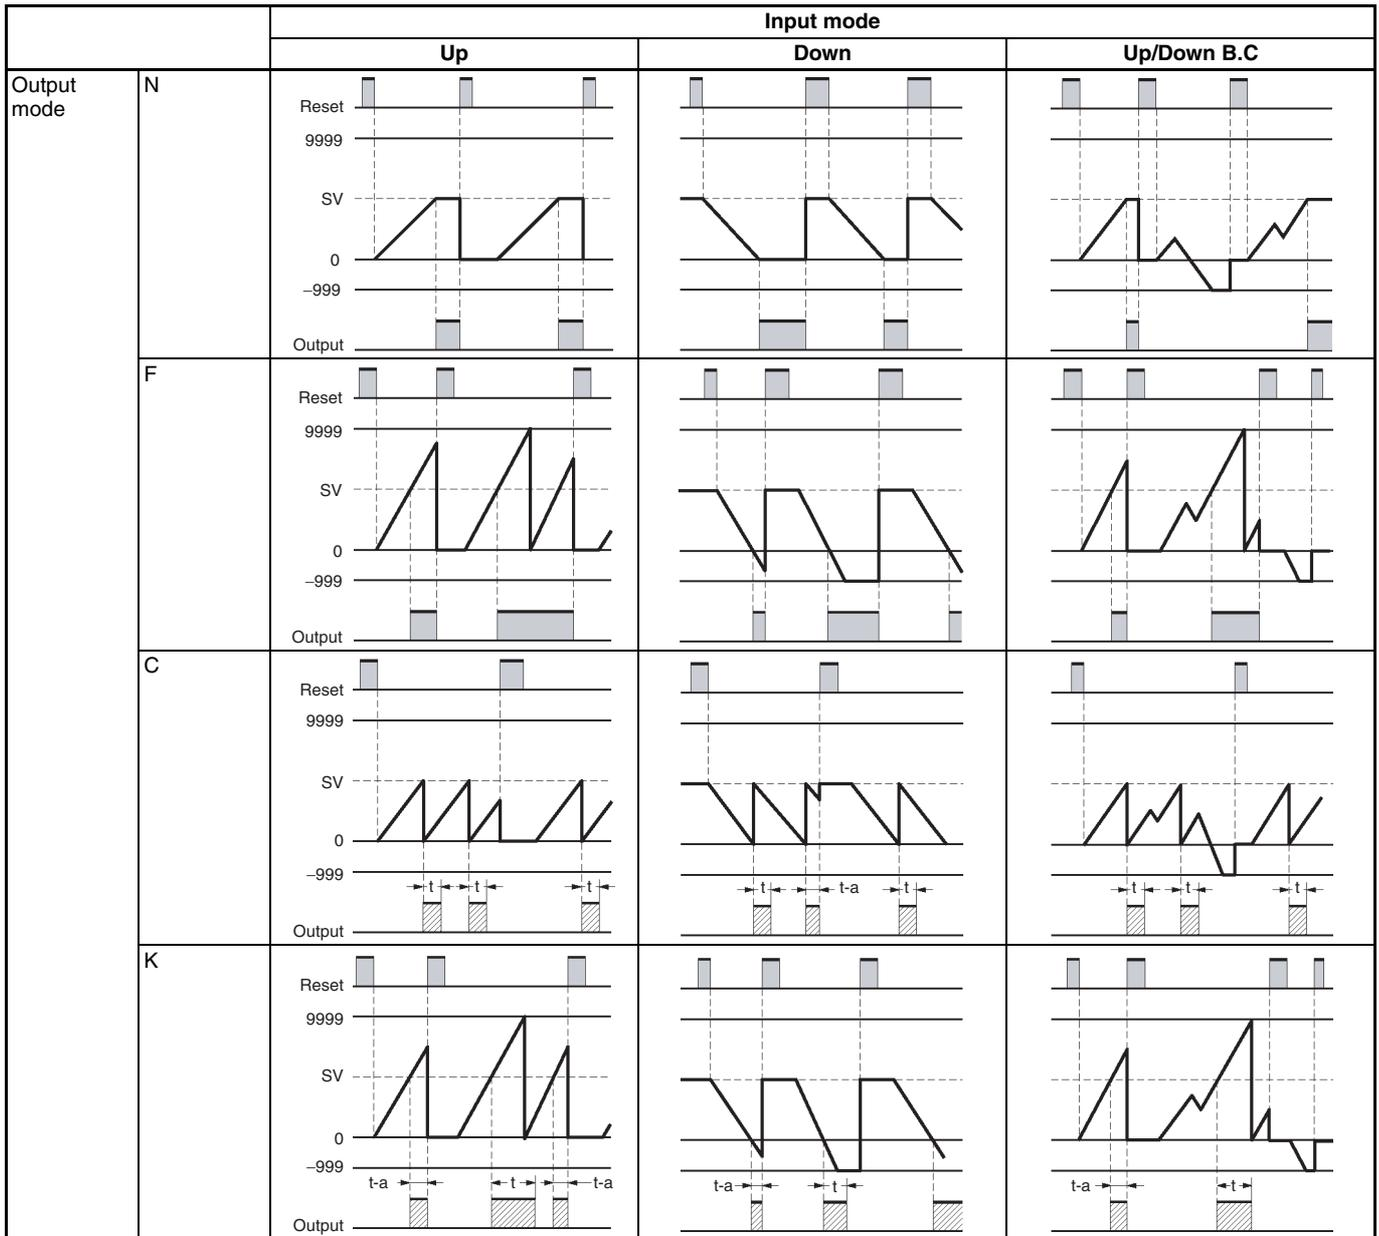 Input mode
Up Down Up/Down B.C
Output mode
N
Reset
9999
SV
0
–999
Output
F
Reset
9999
SV
0
–999
Output
C
Reset
9999
SV
0
–999
t t t
t t-a t
t t t
Output
K
Reset
9999
SV
0
–999
t-a t t-a
t-a t
t-a t
Output